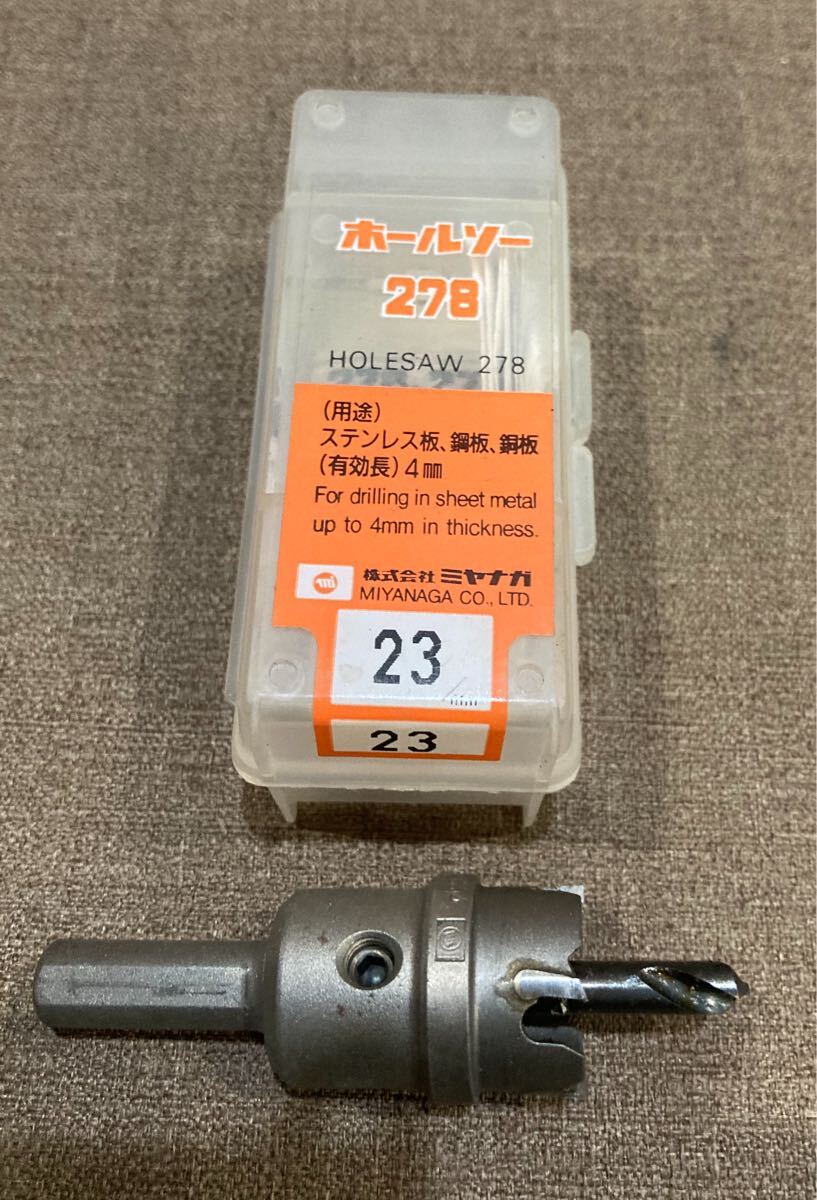 ホールソー
278
HOLESAW 278
(用途)
ステンレス板、鋼板、銅板
(有効長) 4㎜
For drilling in sheet metal
up to 4mm in thickness.
m 株式会社 ミヤナガ
MIYANAGA CO., LTD.
23
mm
23